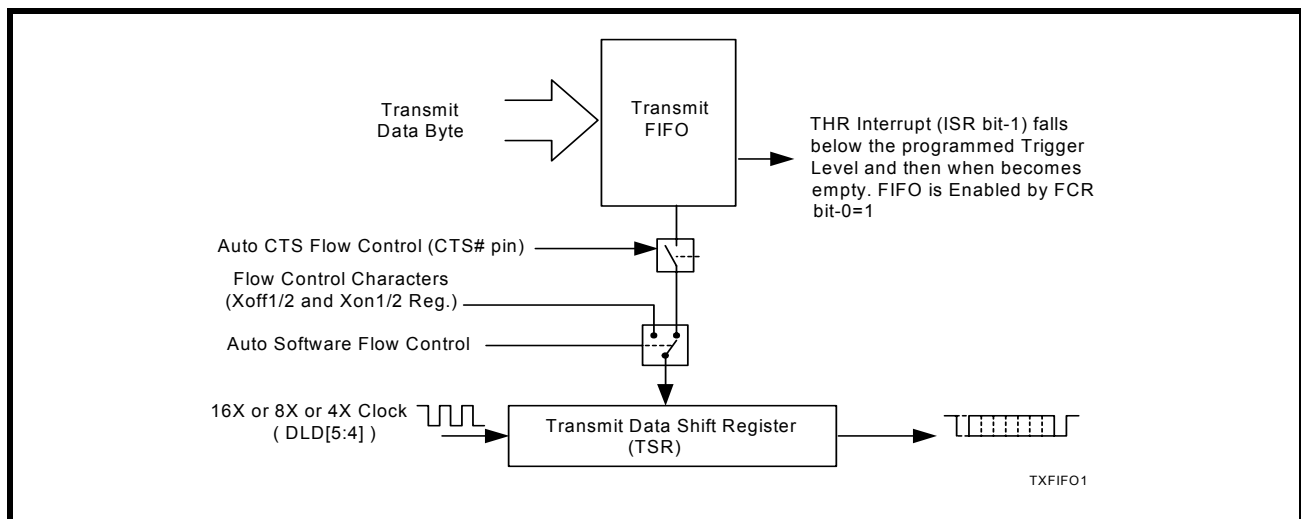 Transmit
Data Byte
Transmit
FIFO
THR Interrupt (ISR bit-1) falls
below the programmed Trigger
Level and then when becomes
empty. FIFO is Enabled by FCR
bit-0=1
Auto CTS Flow Control (CTS# pin)
Flow Control Characters
(Xoff1/2 and Xon1/2 Reg.)
Auto Software Flow Control
16X or 8X or 4X Clock
( DLD[5:4] )
Transmit Data Shift Register
(TSR)
TXFIFO1